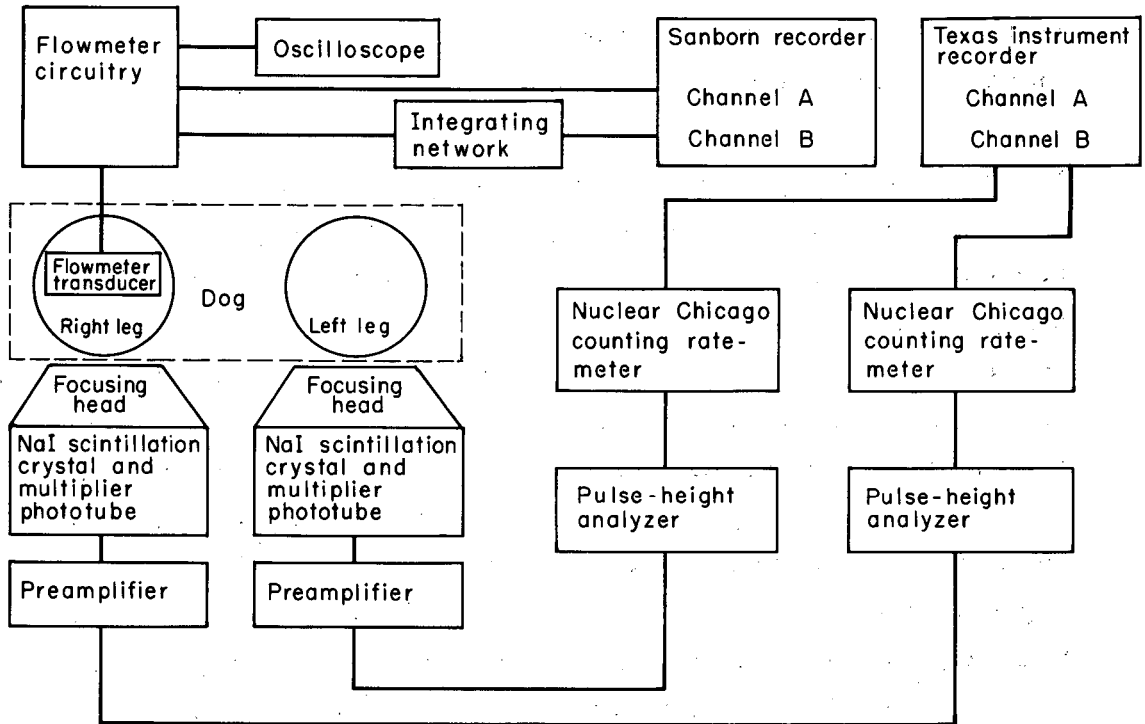 Flowmeter
circuitry
Oscilloscope
Integrating
network
Sanborn recorder
Channel A
Channel B
Texas instrument
recorder
Channel A
Channel B
Flowmeter
transducer
Right leg
Dog
Left leg
Focusing
head
NaI scintillation
crystal and
multiplier
phototube
Preamplifier
Focusing
head
NaI scintillation
crystal and
multiplier
phototube
Preamplifier
Nuclear Chicago
counting rate-
meter
Pulse-height
analyzer
Nuclear Chicago
counting rate-
meter
Pulse-height
analyzer